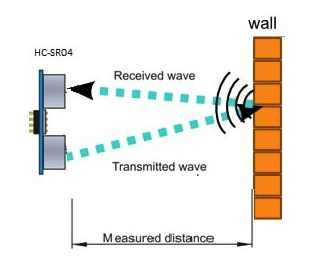 wall
HC-SR04
Received wave
Transmitted wave
Measured distance